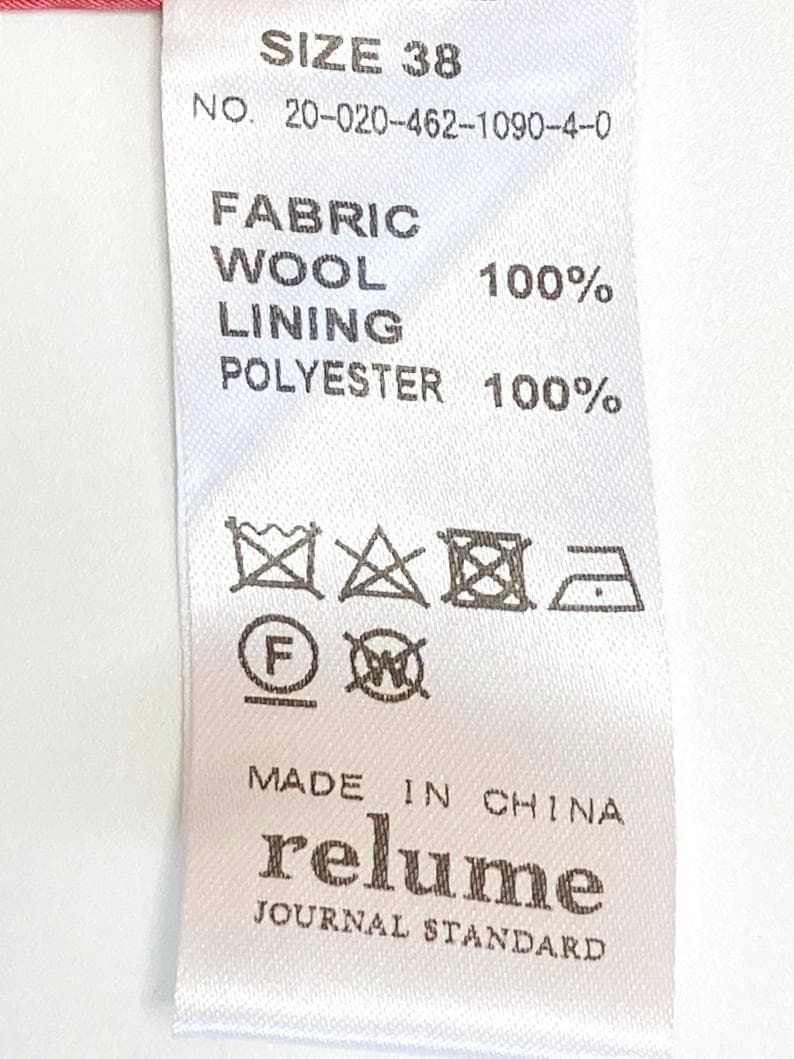 SIZE 38
NO. 20-020-462-1090-4-0
FABRIC
WOOL 100%
LINING
POLYESTER 100%
F W
MADE IN CHINA
relume
JOURNAL STANDARD